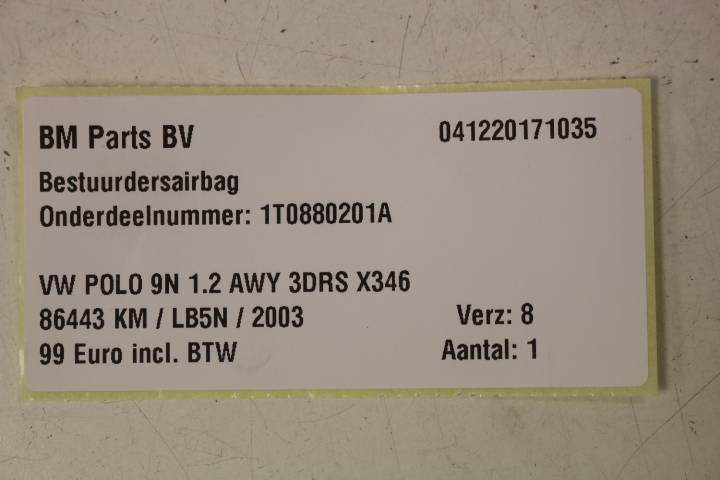 BM Parts BV 041220171035
Bestuurdersairbag
Onderdeelnummer: 1T0880201A
VW POLO 9N 1.2 AWY 3DRS X346
86443 KM / LB5N / 2003 Verz: 8
99 Euro incl. BTW Aantal: 1